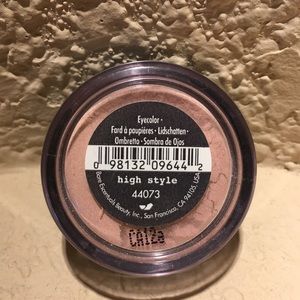 Eyecolor •
Fard à paupières • Lidschatten •
Ombretto • Sombra de Ojos
0 98132 09644 2
high style
44073
Bare Escentuals Beauty, Inc., San Francisco, CA 94105 USA
CA12a